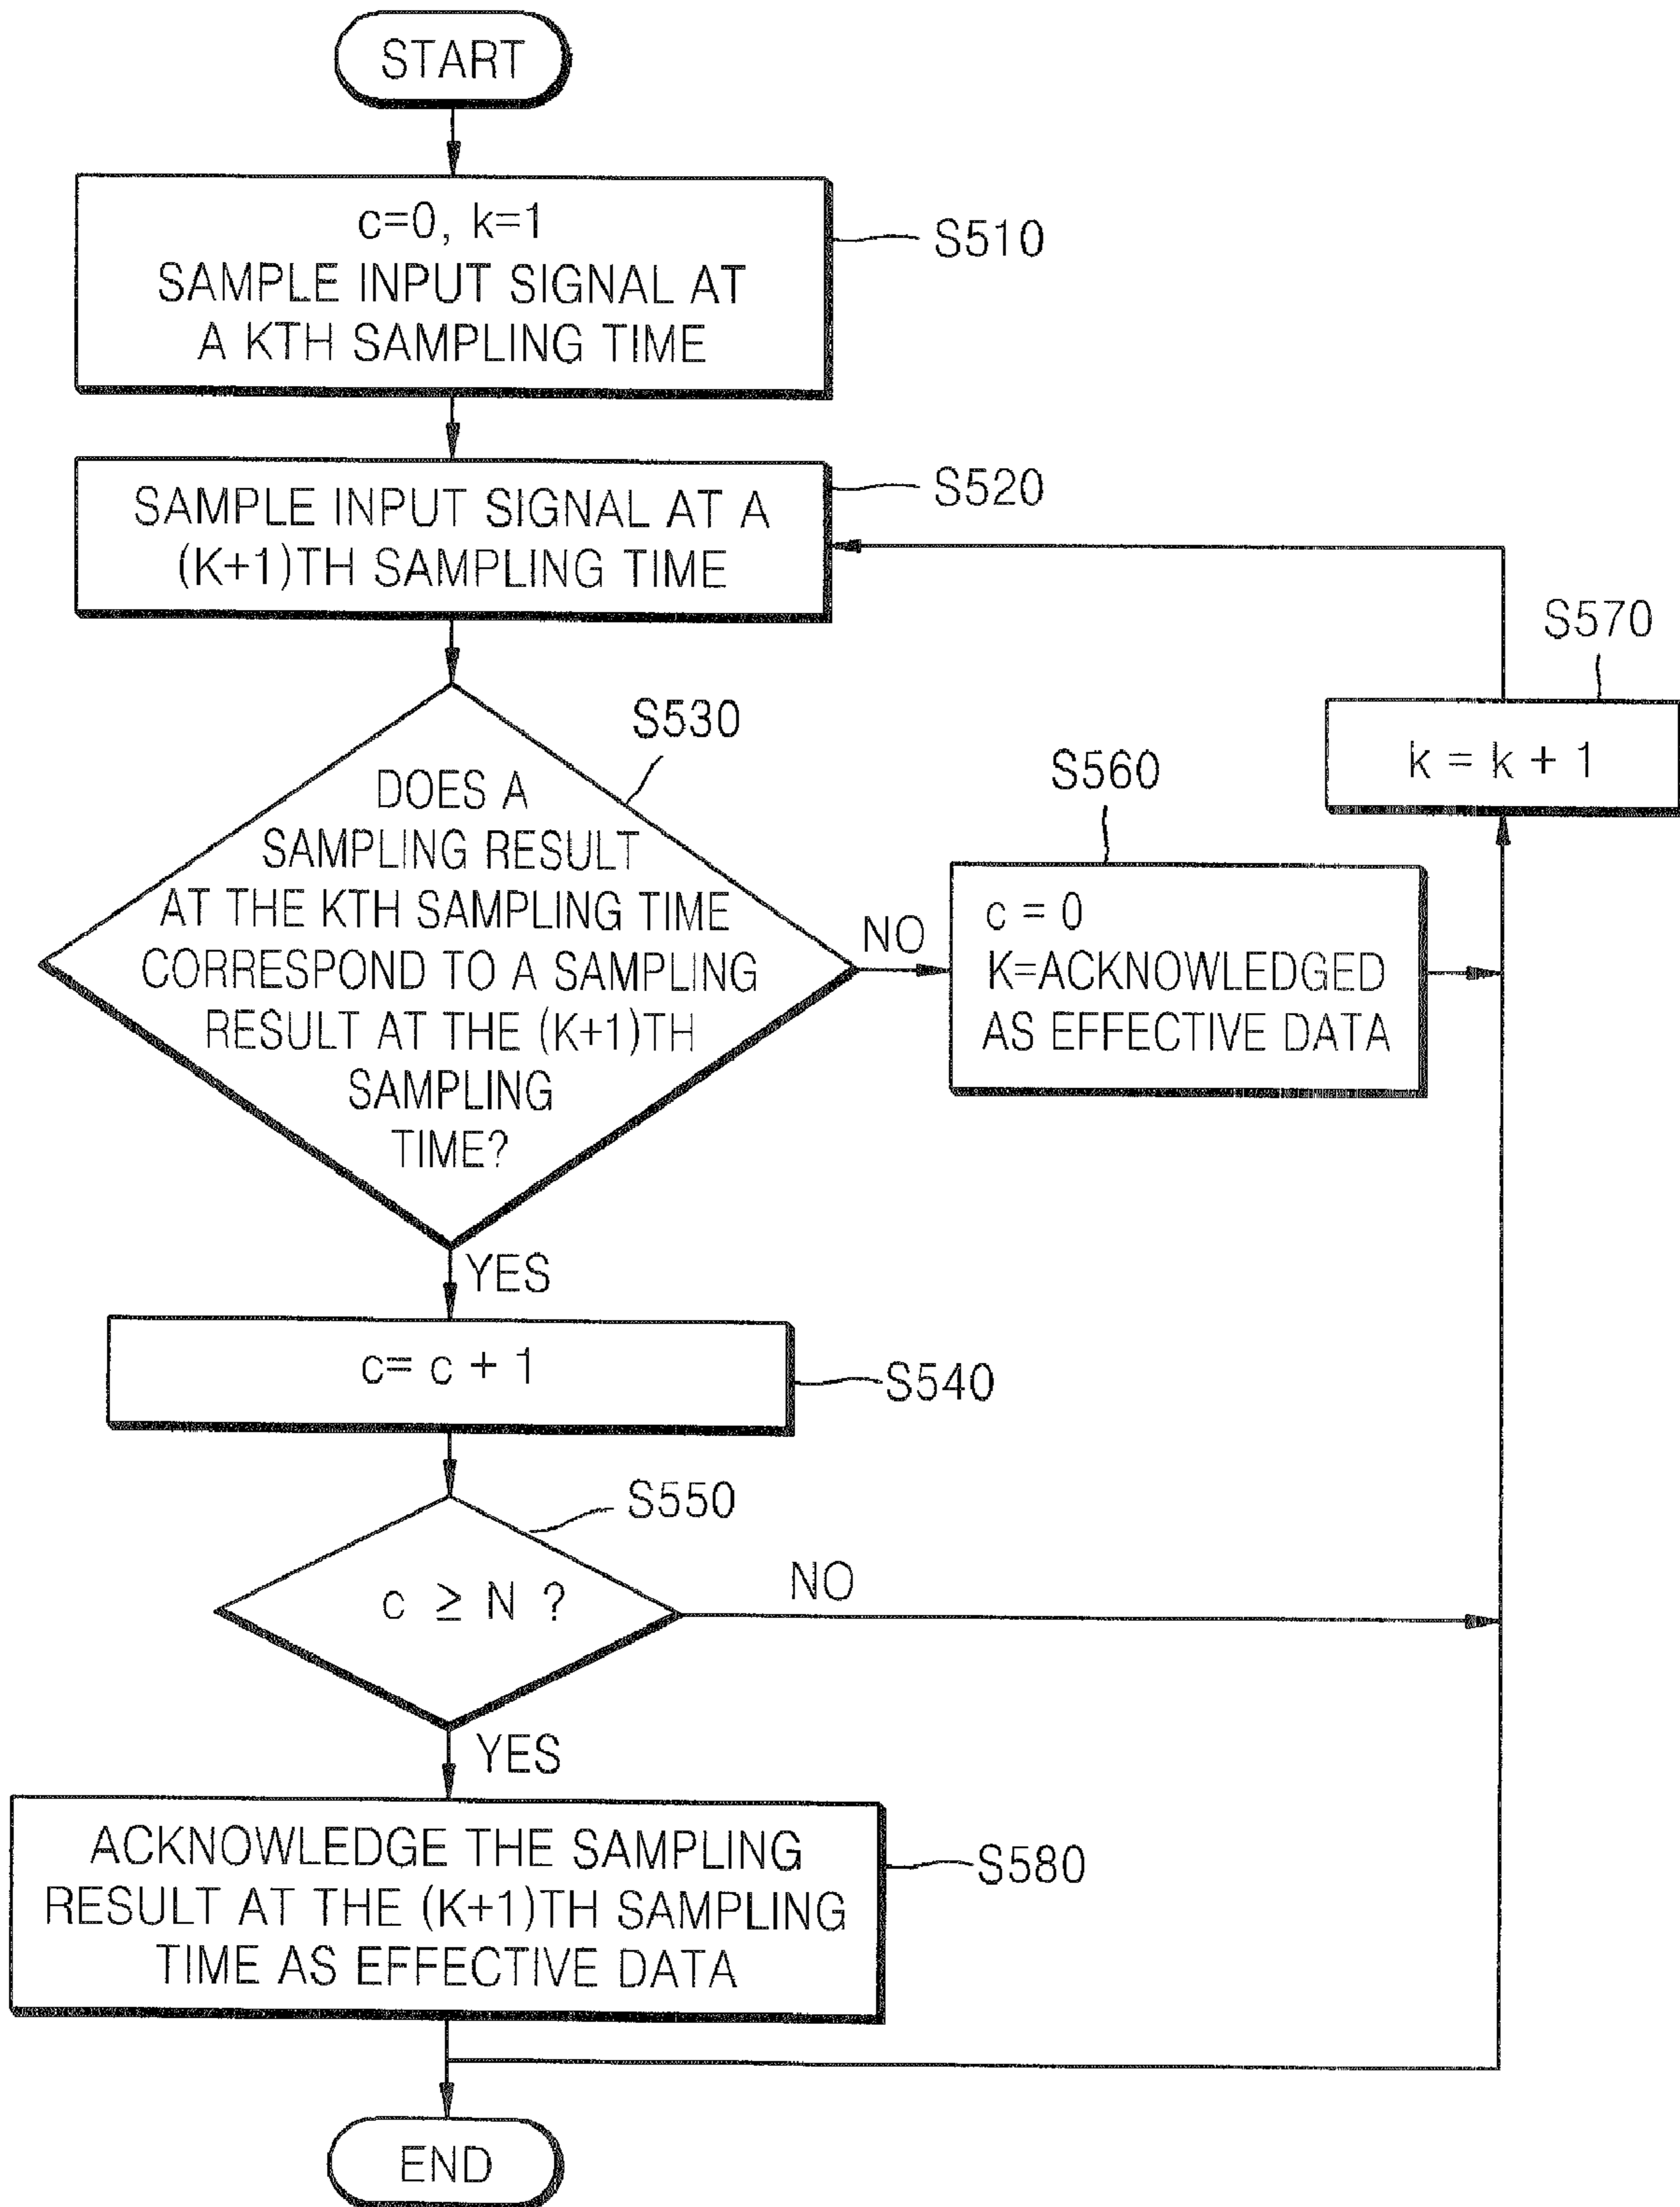 START
c=0, k=1
SAMPLE INPUT SIGNAL AT
A KTH SAMPLING TIME
S510
SAMPLE INPUT SIGNAL AT A
(K+1)TH SAMPLING TIME
S520
S570
k = k + 1
S530
DOES A
SAMPLING RESULT
AT THE KTH SAMPLING TIME
CORRESPOND TO A SAMPLING
RESULT AT THE (K+1)TH
SAMPLING
TIME?
NO
S560
c = 0
K=ACKNOWLEDGED
AS EFFECTIVE DATA
YES
c= c + 1
S540
S550
c ≥ N ?
NO
YES
ACKNOWLEDGE THE SAMPLING
RESULT AT THE (K+1)TH SAMPLING
TIME AS EFFECTIVE DATA
S580
END